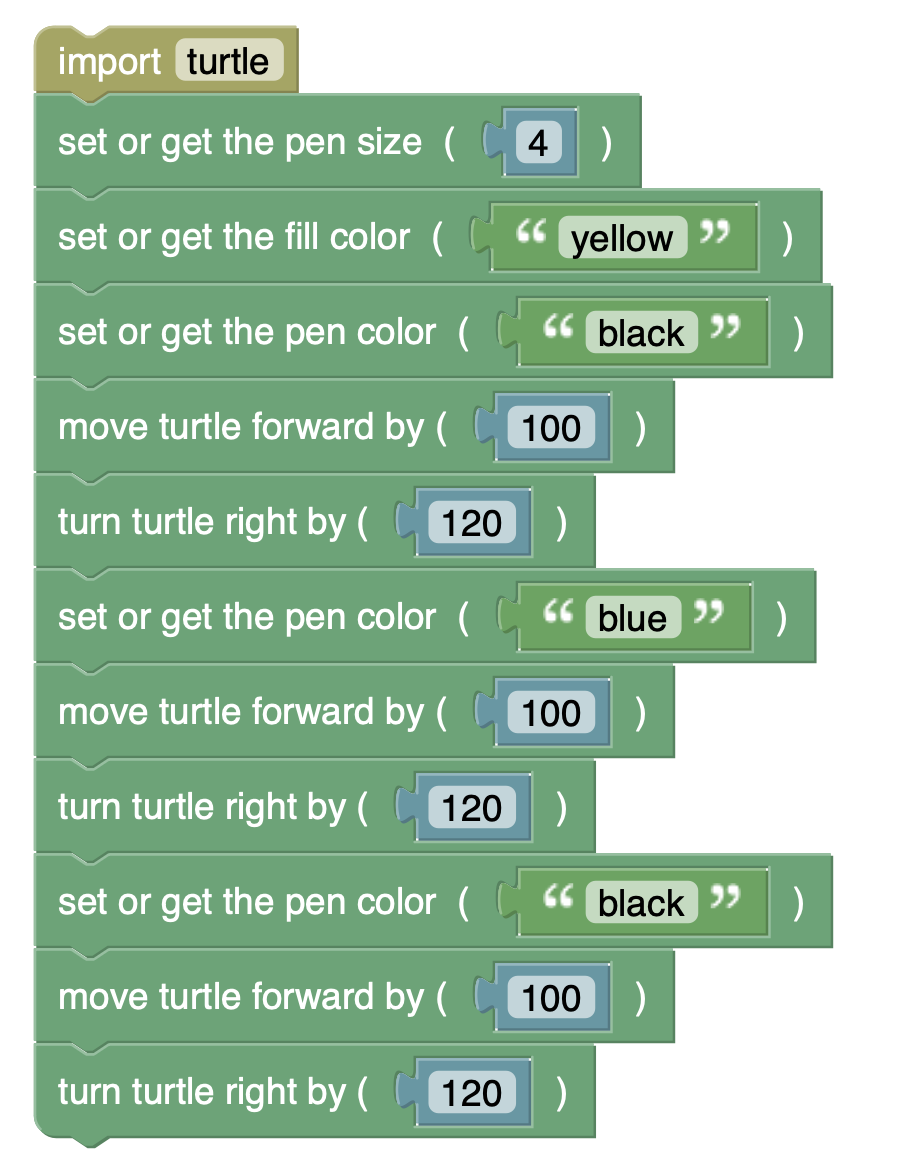 import turtle
set or get the pen size ( 4 )
set or get the fill color ( “ yellow ” )
set or get the pen color ( “ black ” )
move turtle forward by ( 100 )
turn turtle right by ( 120 )
set or get the pen color ( “ blue ” )
move turtle forward by ( 100 )
turn turtle right by ( 120 )
set or get the pen color ( “ black ” )
move turtle forward by ( 100 )
turn turtle right by ( 120 )